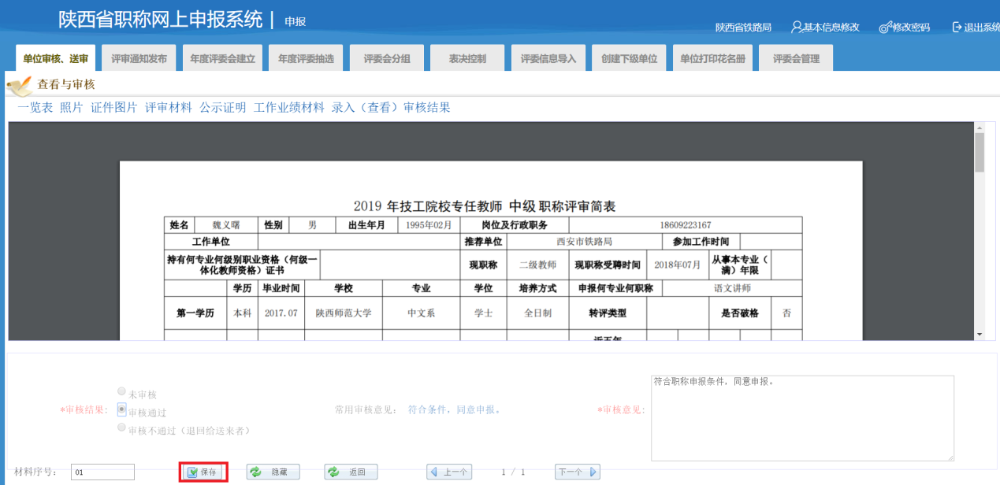 陕西省职称网上申报系统 | 申报
陕西省铁路局 基本信息修改 修改密码 退出系统
单位审核、送审 评审通知发布 年度评委会建立 年度评委抽选 评委会分组 表决控制 评委信息导入 创建下级单位 单位打印花名册 评委会管理
查看与审核
一览表 照片 证件图片 评审材料 公示证明 工作业绩材料 录入（查看）审核结果
2019 年技工院校专任教师 中级 职称评审简表
姓名 魏义曙 性别 男 出生年月 1995年02月 岗位及行政职务 18609223167
工作单位 推荐单位 西安市铁路局 参加工作时间
持有何专业何级别职业资格（何级一
体化教师资格）证书 现职称 二级教师 现职称受聘时间 2018年07月 从事本专业（
满）年限
学历 毕业时间 学校 专业 学位 培养方式 申报何专业何职称 语文讲师
第一学历 本科 2017.07 陕西师范大学 中文系 学士 全日制 转评类型 是否破格 否
近五年
未审核
*审核结果: 审核通过
审核不通过（退回给送来者）
常用审核意见： 符合条件，同意申报。
*审核意见:
符合职称申报条件，同意申报。
材料序号： 01 保存 隐藏 返回 上一个 1 / 1 下一个